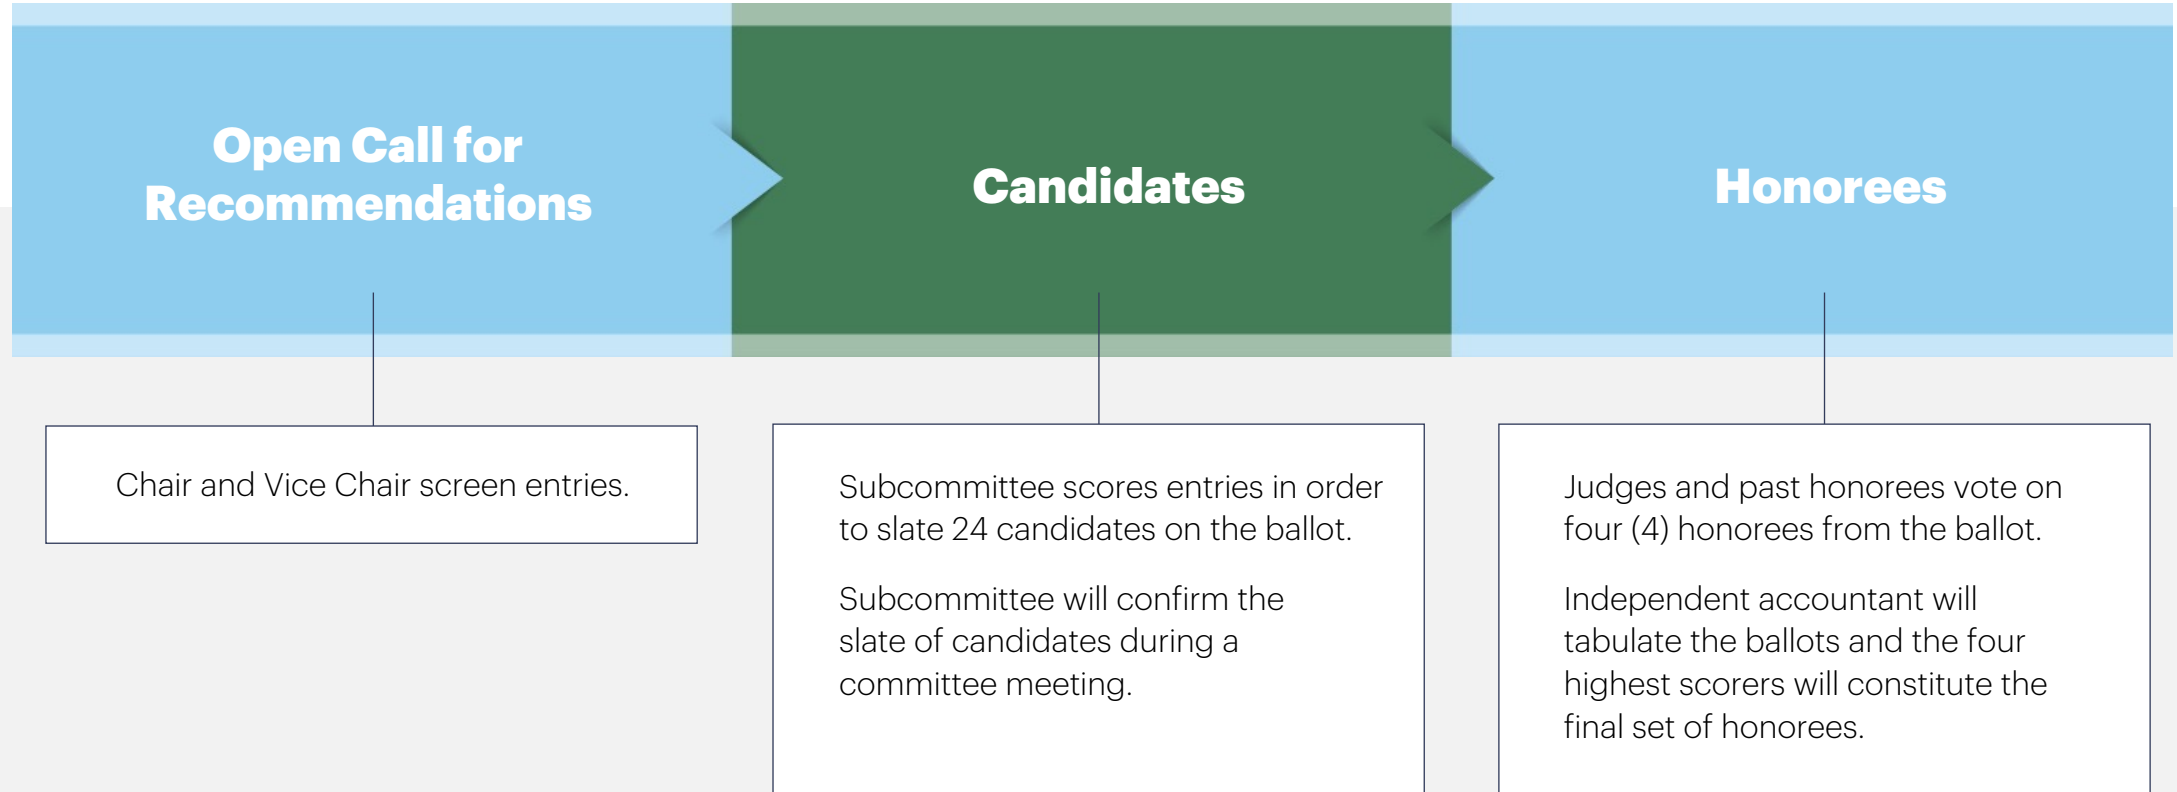 Open Call for
Recommendations
Candidates
Honorees
Chair and Vice Chair screen entries.
Subcommittee scores entries in order
to slate 24 candidates on the ballot.
Subcommittee will confirm the
slate of candidates during a
committee meeting.
Judges and past honorees vote on
four (4) honorees from the ballot.
Independent accountant will
tabulate the ballots and the four
highest scorers will constitute the
final set of honorees.